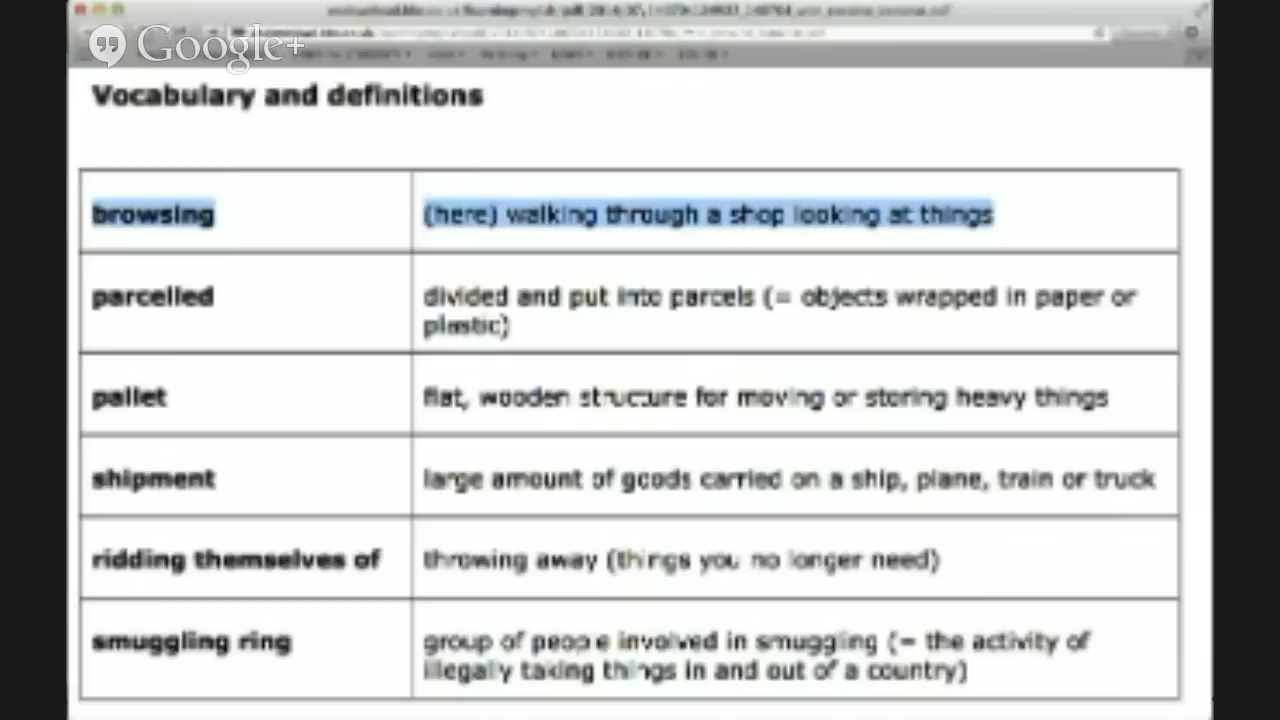 Google+
Vocabulary and definitions
browsing
(here) walking through a shop looking at things
parcelled
divided and put into parcels (= objects wrapped in paper or
plastic)
pallet
flat, wooden structure for moving or storing heavy things
shipment
large amount of goods carried on a ship, plane, train or truck
ridding themselves of
throwing away (things you no longer need)
smuggling ring
group of people involved in smuggling (= the activity of
illegally taking things in and out of a country)